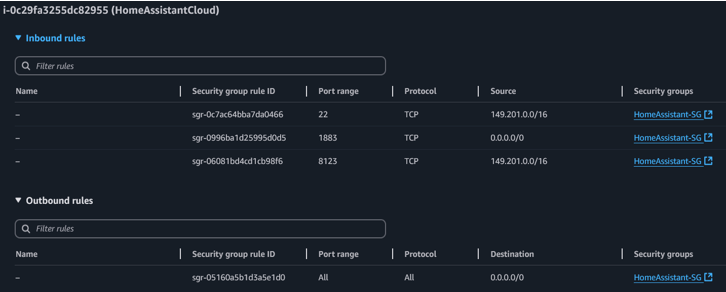 i-0c29fa3255dc82955 (HomeAssistantCloud)
▼ Inbound rules
Filter rules
Name Security group rule ID Port range Protocol Source Security groups
– sgr-0c7ac64bba7da0466 22 TCP 149.201.0.0/16 HomeAssistant-SG
– sgr-0996ba1d25995d0d5 1883 TCP 0.0.0.0/0 HomeAssistant-SG
– sgr-06081bd4cd1cb98f6 8123 TCP 149.201.0.0/16 HomeAssistant-SG
▼ Outbound rules
Filter rules
Name Security group rule ID Port range Protocol Destination Security groups
– sgr-05160a5b1d3a5e1d0 All All 0.0.0.0/0 HomeAssistant-SG